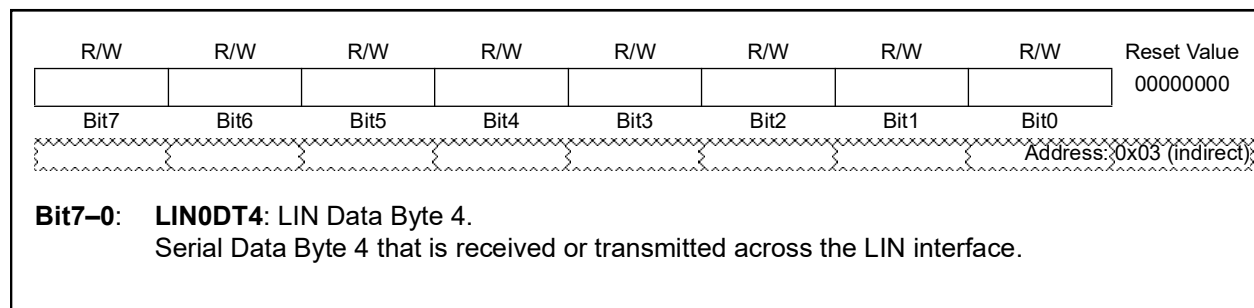 R/W R/W R/W R/W R/W R/W R/W R/W Reset Value
00000000
Bit7 Bit6 Bit5 Bit4 Bit3 Bit2 Bit1 Bit0
Address: 0x03 (indirect)
Bit7–0: LIN0DT4: LIN Data Byte 4.
Serial Data Byte 4 that is received or transmitted across the LIN interface.